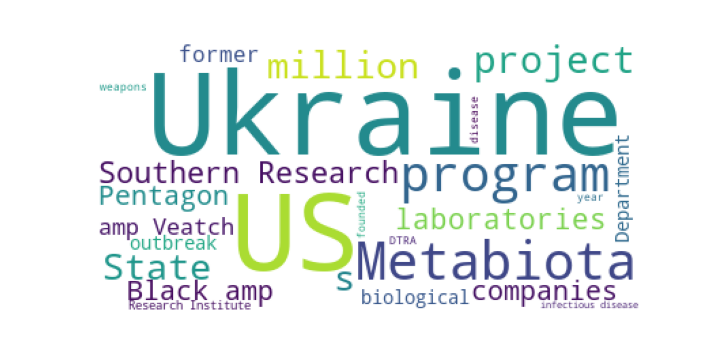 former
million
project
weapons
Ukraine
disease
Southern Research
program
Pentagon
US
founded
year
Department
amp Veatch
laboratories
outbreak
DTRA
State
s
Metabiota
Black amp
biological
companies
Research Institute
infectious disease